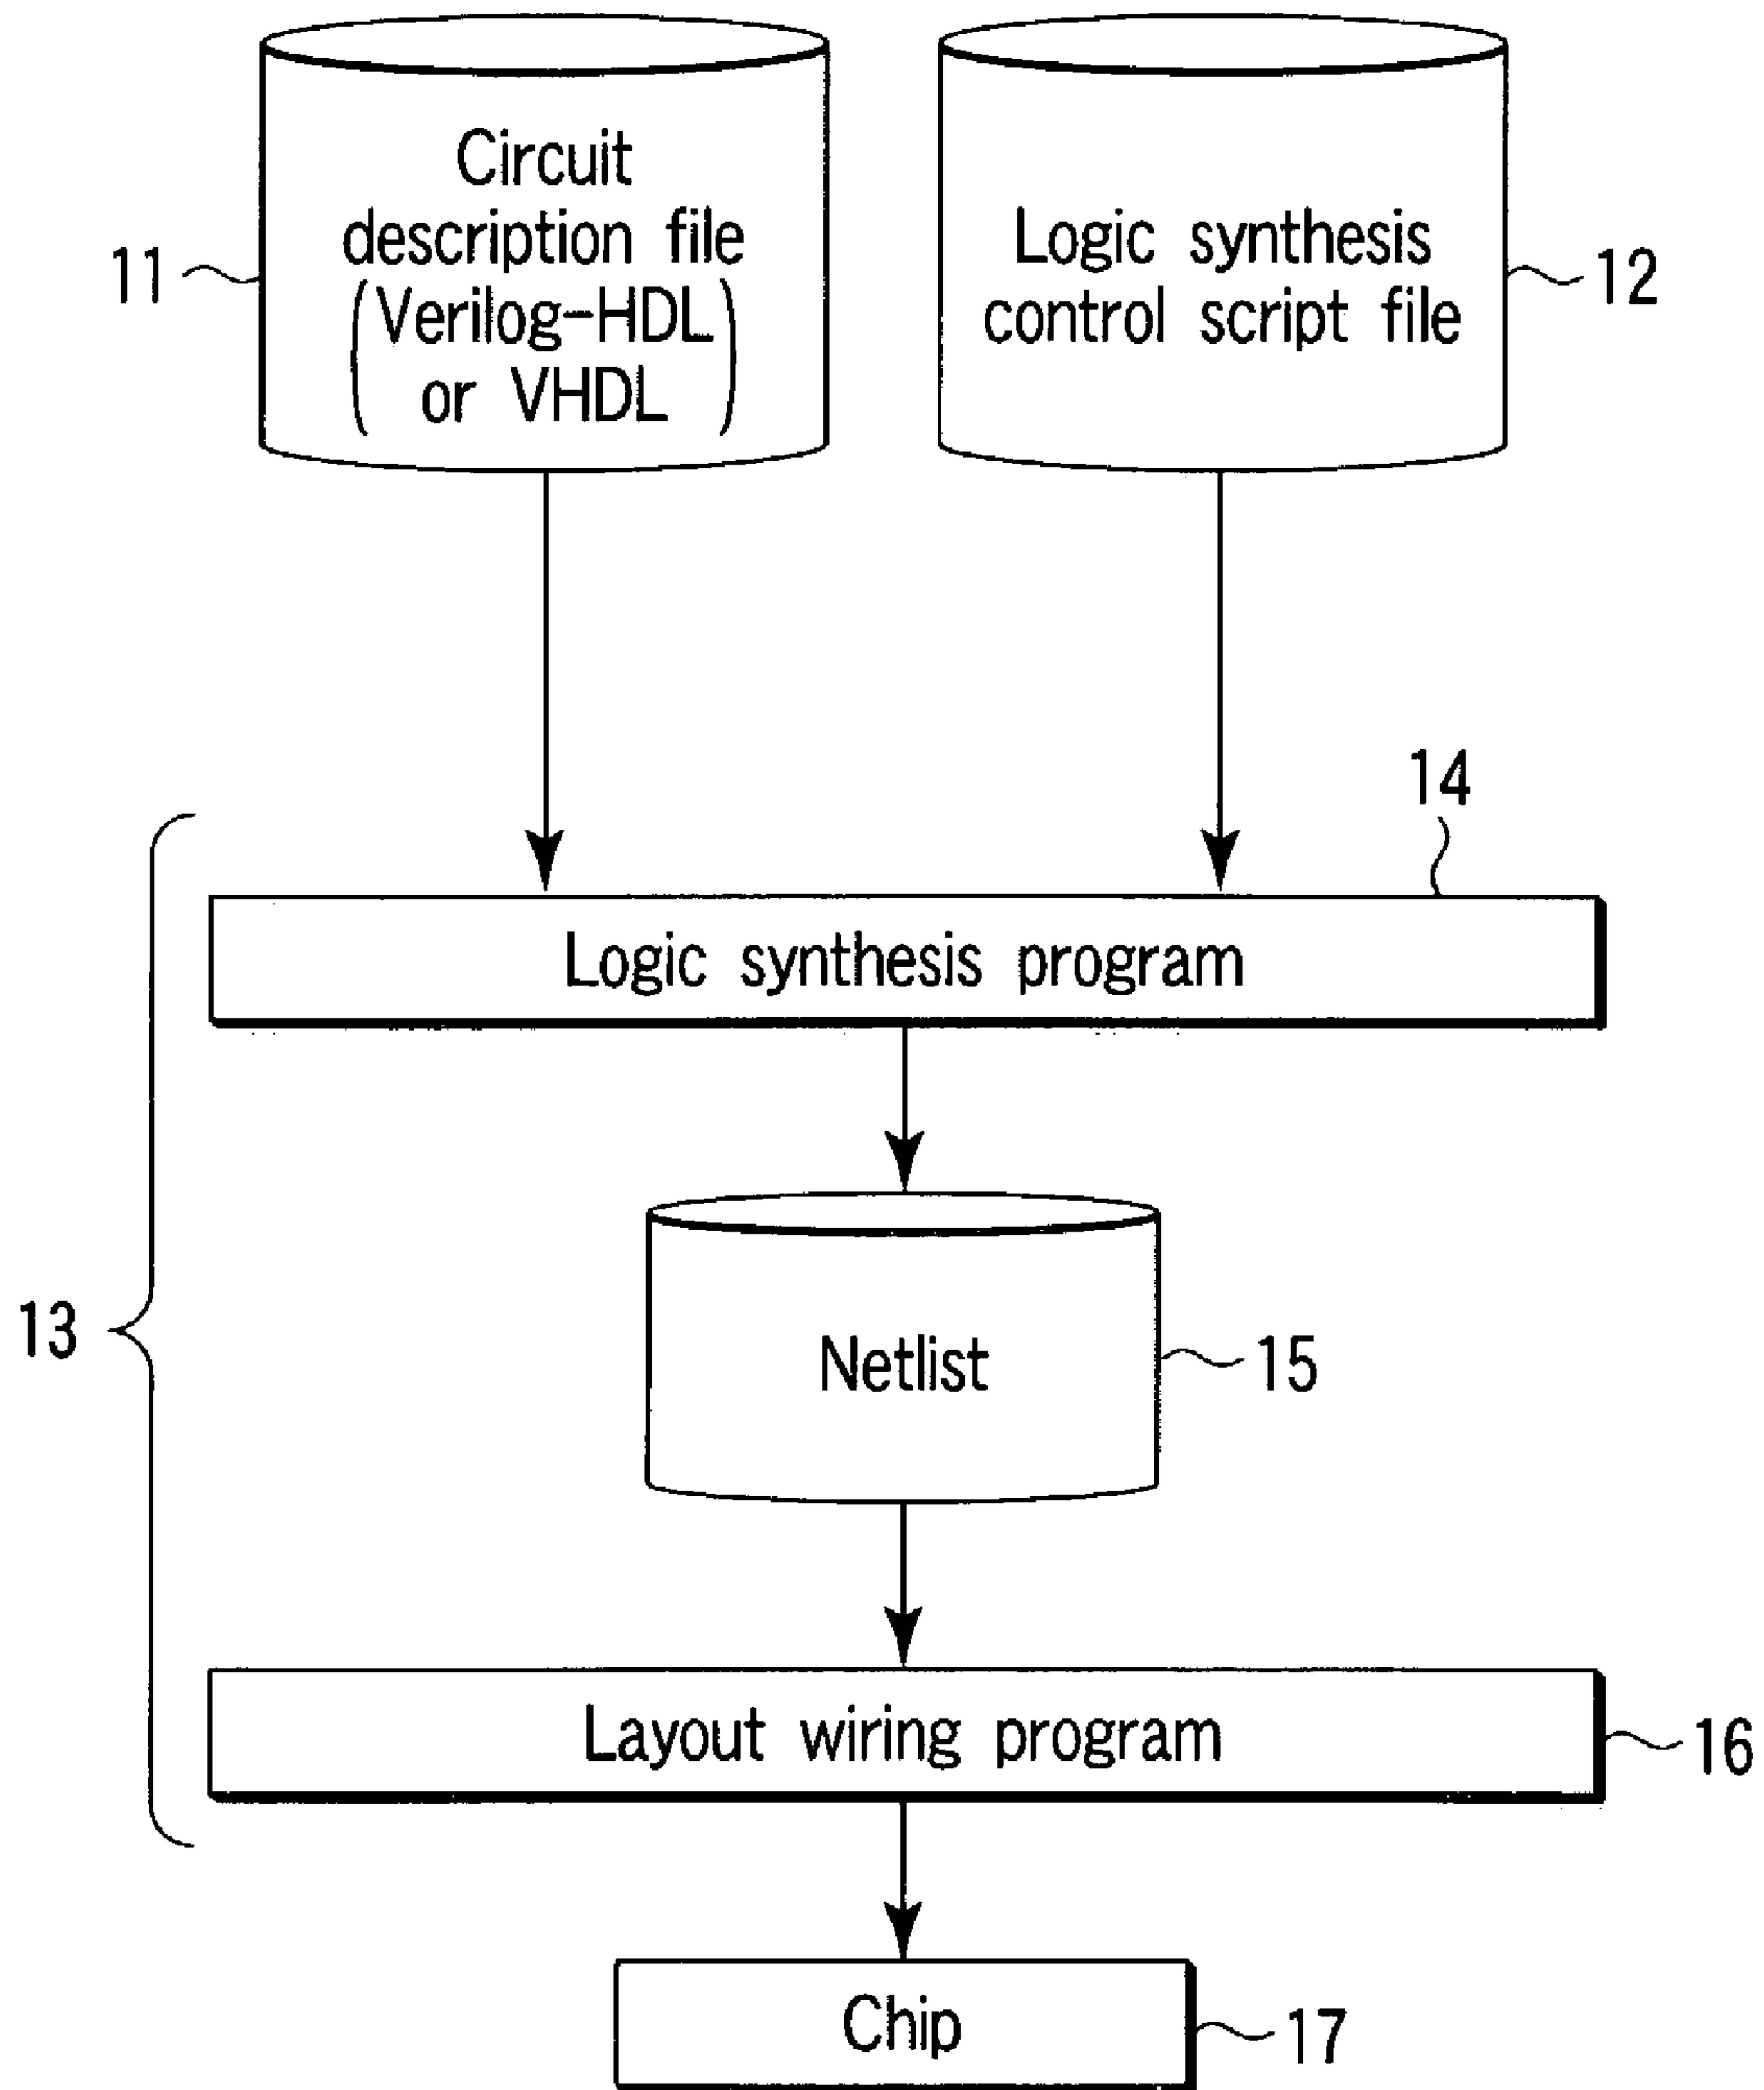 Circuit
description file
(Verilog-HDL
or VHDL)
11
Logic synthesis
control script file
12
14
Logic synthesis program
13
Netlist
15
Layout wiring program
16
Chip
17